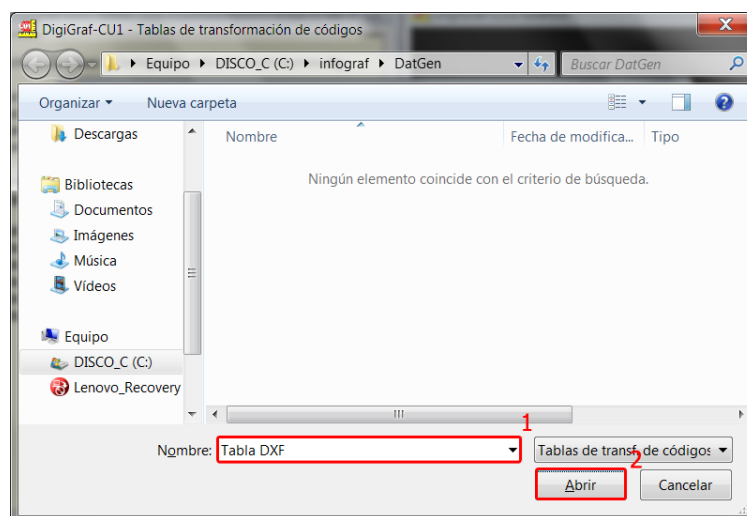 DigiGraf-CU1 - Tablas de transformación de códigos
Equipo DISCO_C (C:) infograf DatGen Buscar DatGen
Organizar Nueva carpeta
Descargas
Nombre Fecha de modifica... Tipo
Ningún elemento coincide con el criterio de búsqueda.
Bibliotecas
Documentos
Imágenes
Música
Vídeos
Equipo
DISCO_C (C:)
Lenovo_Recovery
1
Nombre: Tabla DXF Tablas de transf. de códigos
2
Abrir Cancelar